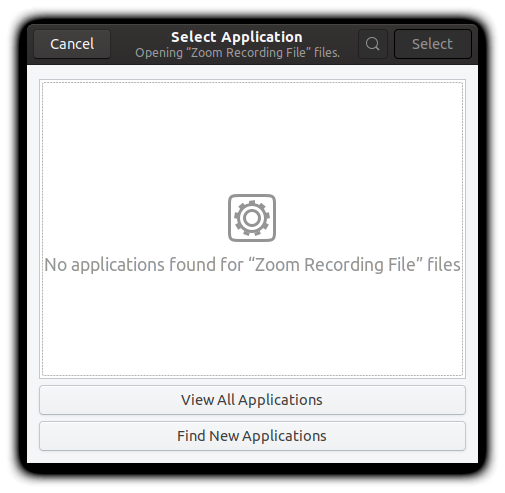 Cancel
Select Application
Opening “Zoom Recording File” files.
Select
No applications found for “Zoom Recording File” files
View All Applications
Find New Applications